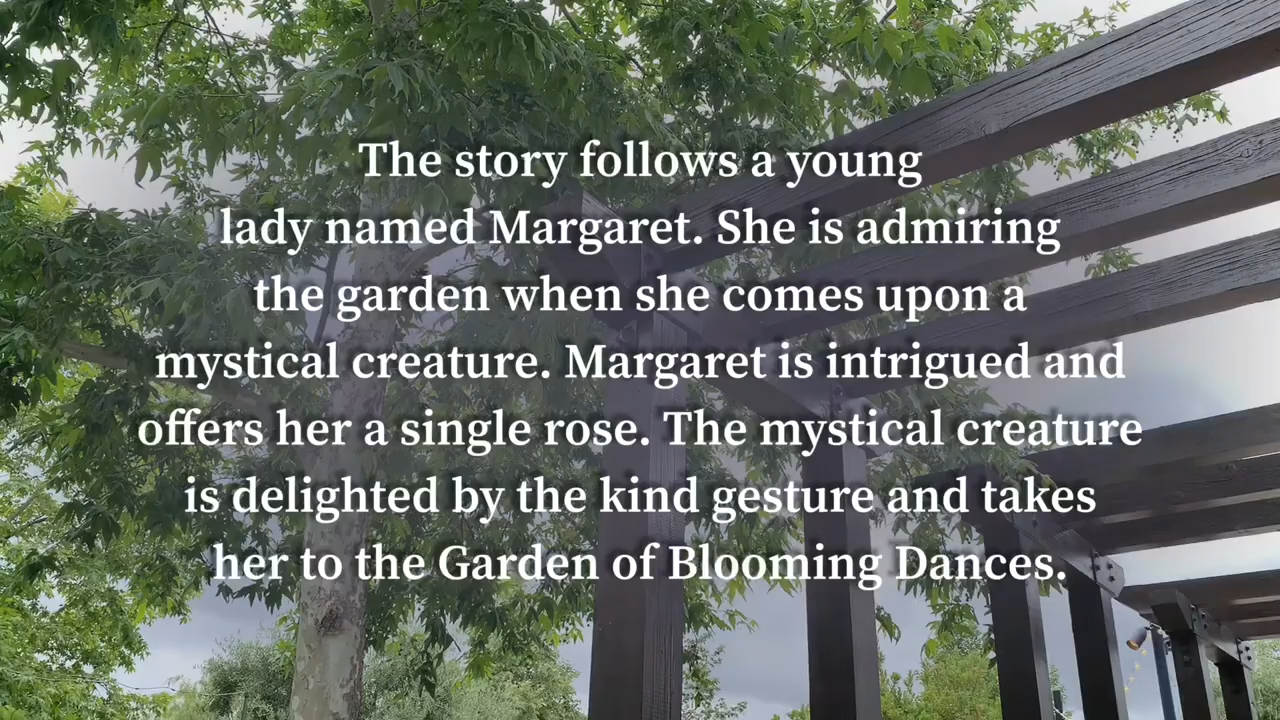 The story follows a young
lady named Margaret. She is admiring
the garden when she comes upon a
mystical creature. Margaret is intrigued and
offers her a single rose. The mystical creature
is delighted by the kind gesture and takes
her to the Garden of Blooming Dances.